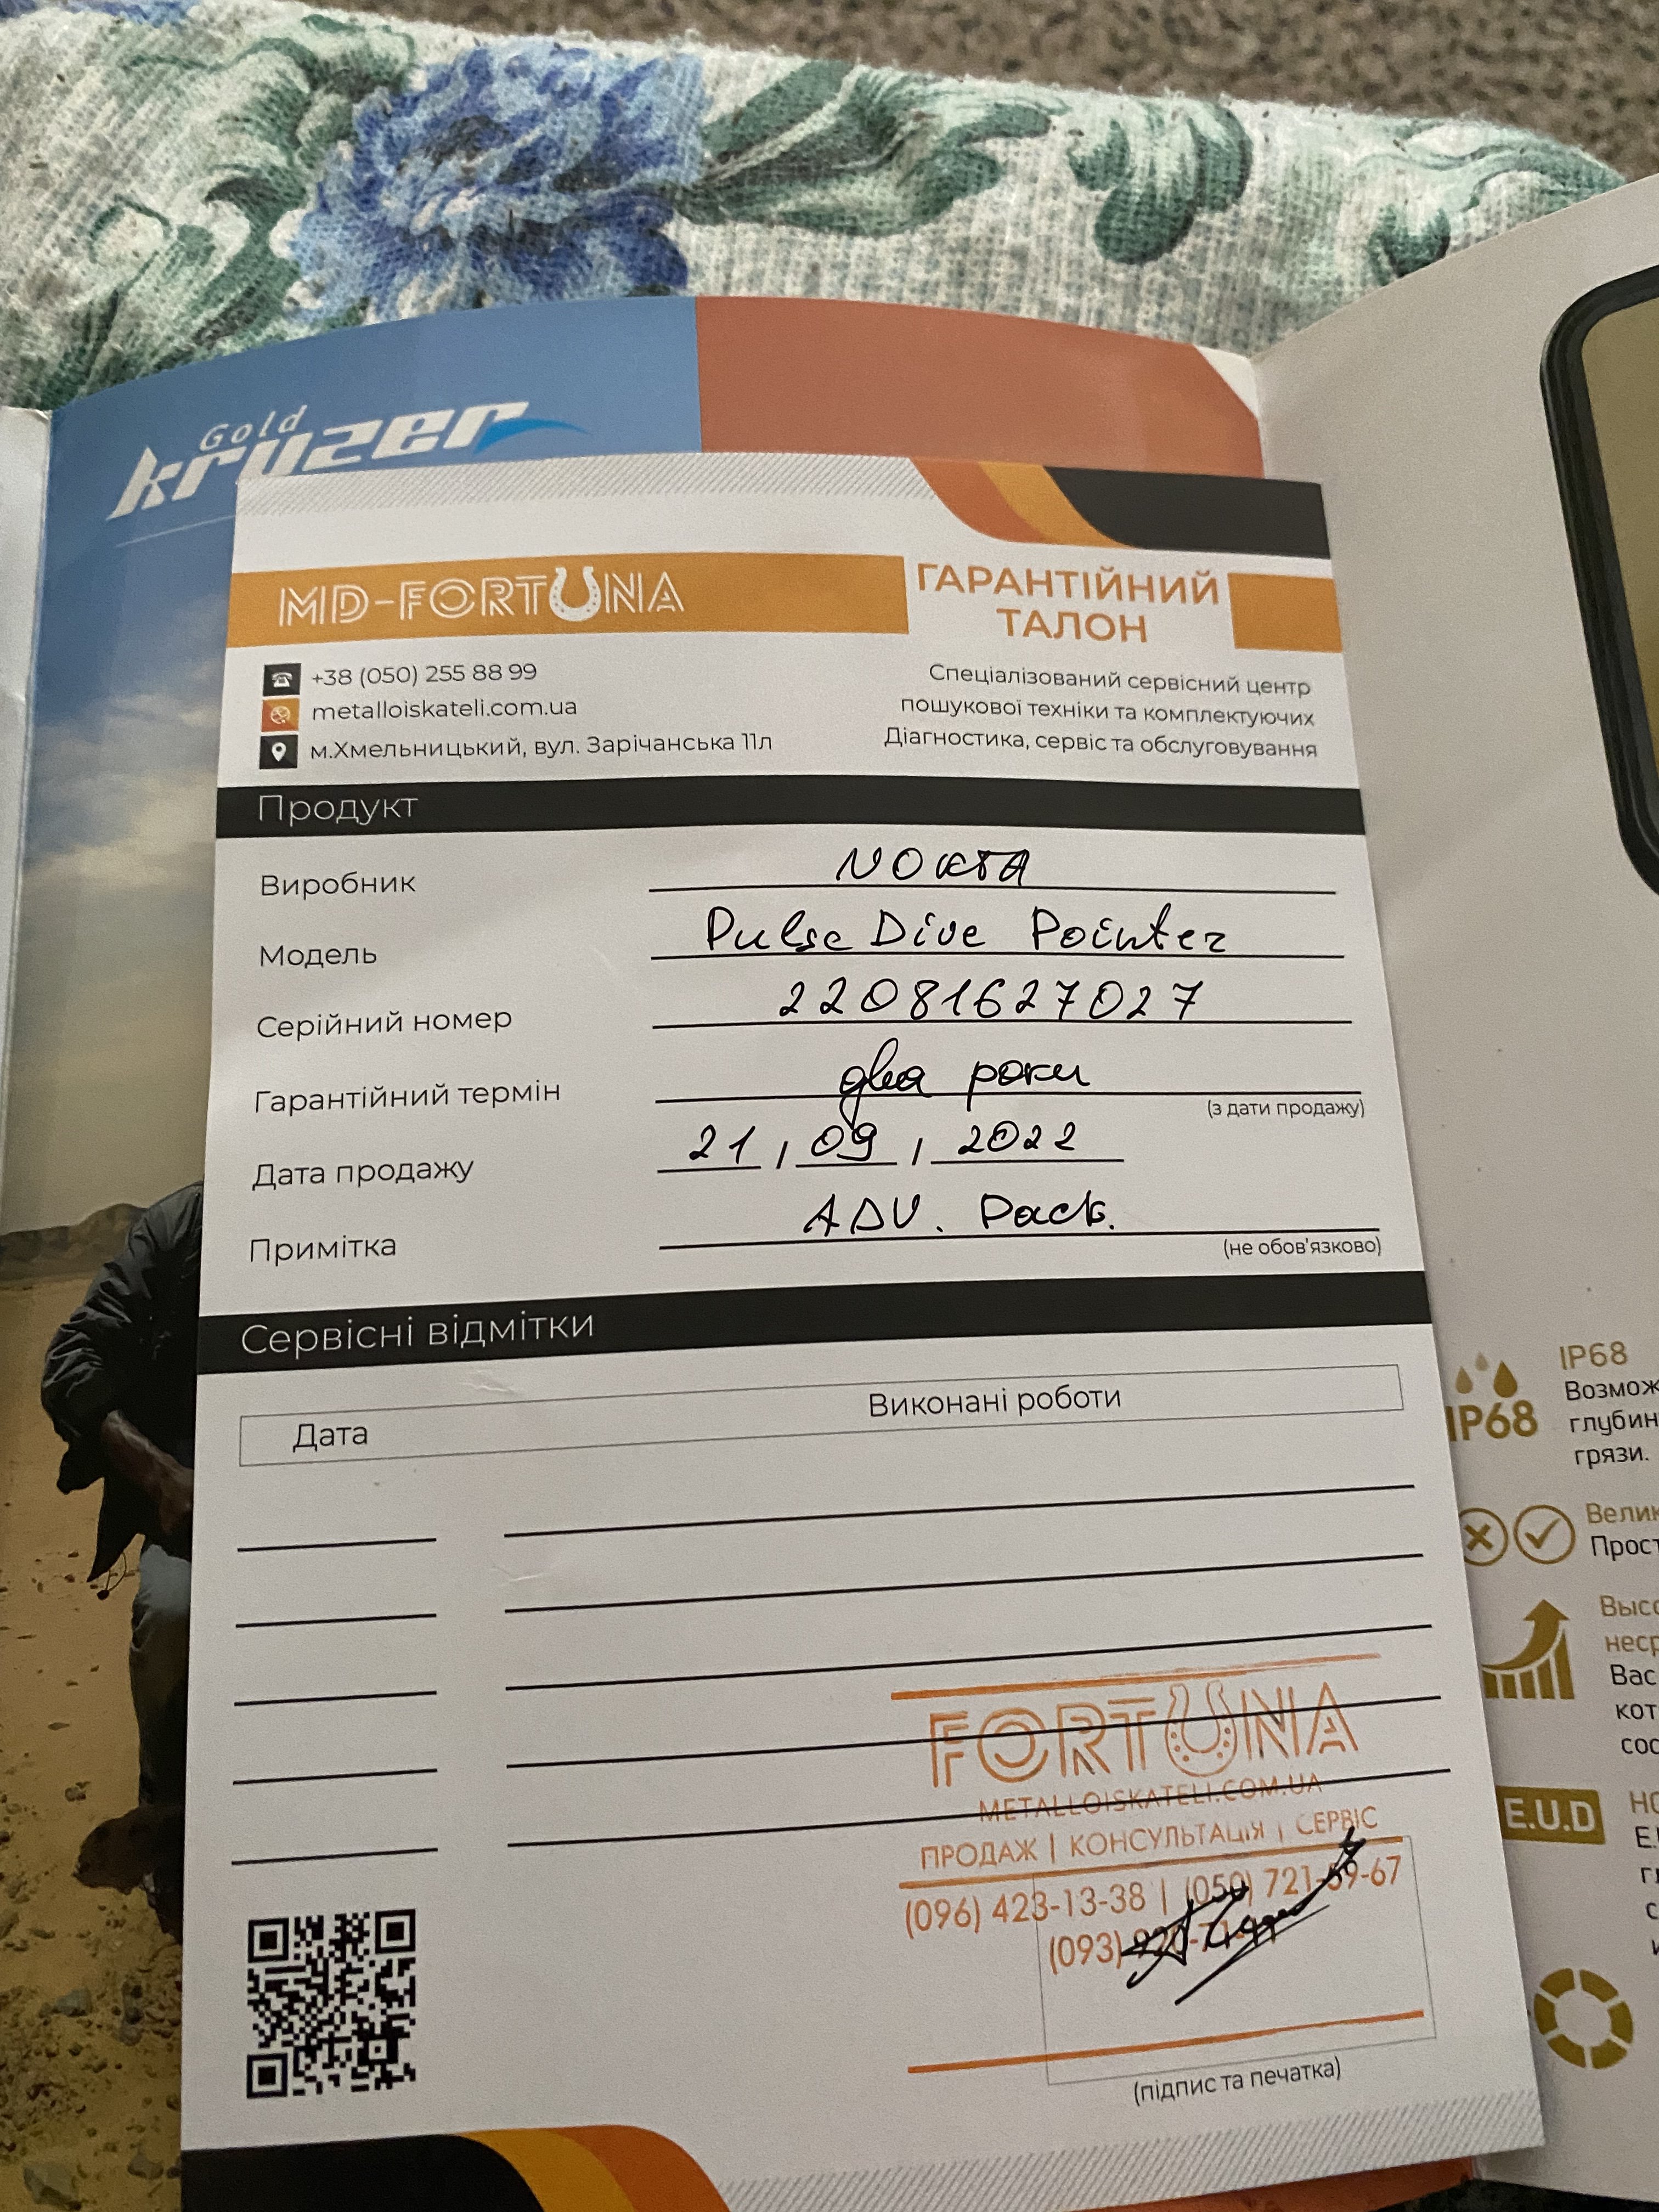 Gold
kruzer
MD-FORTUNA
ГАРАНТІЙНИЙ
ТАЛОН
+38 (050) 255 88 99
metalloiskateli.com.ua
м.Хмельницький, вул. Зарічанська 11л
Спеціалізований сервісний центр
пошукової техніки та комплектуючих
Діагностика, сервіс та обслуговування
Продукт
Виробник NOKTA
Модель Pulse Dive Pointer
Серійний номер 22081627027
Гарантійний термін два роки
(з дати продажу)
Дата продажу 21 / 09 / 2022
Примітка ADV. Pack.
(не обов'язково)
Сервісні відмітки
Дата Виконані роботи
FORTUNA
METALLOISKATELI.COM.UA
ПРОДАЖ | КОНСУЛЬТАЦІЯ | СЕРВІС
(096) 423-13-38 | (050) 721-59-67
(093)
(підпис та печатка)
IP68
IP68
Возмож
глубин
грязи.
Велик
Прост
Высо
неср
Вас
кот
сос
E.U.D